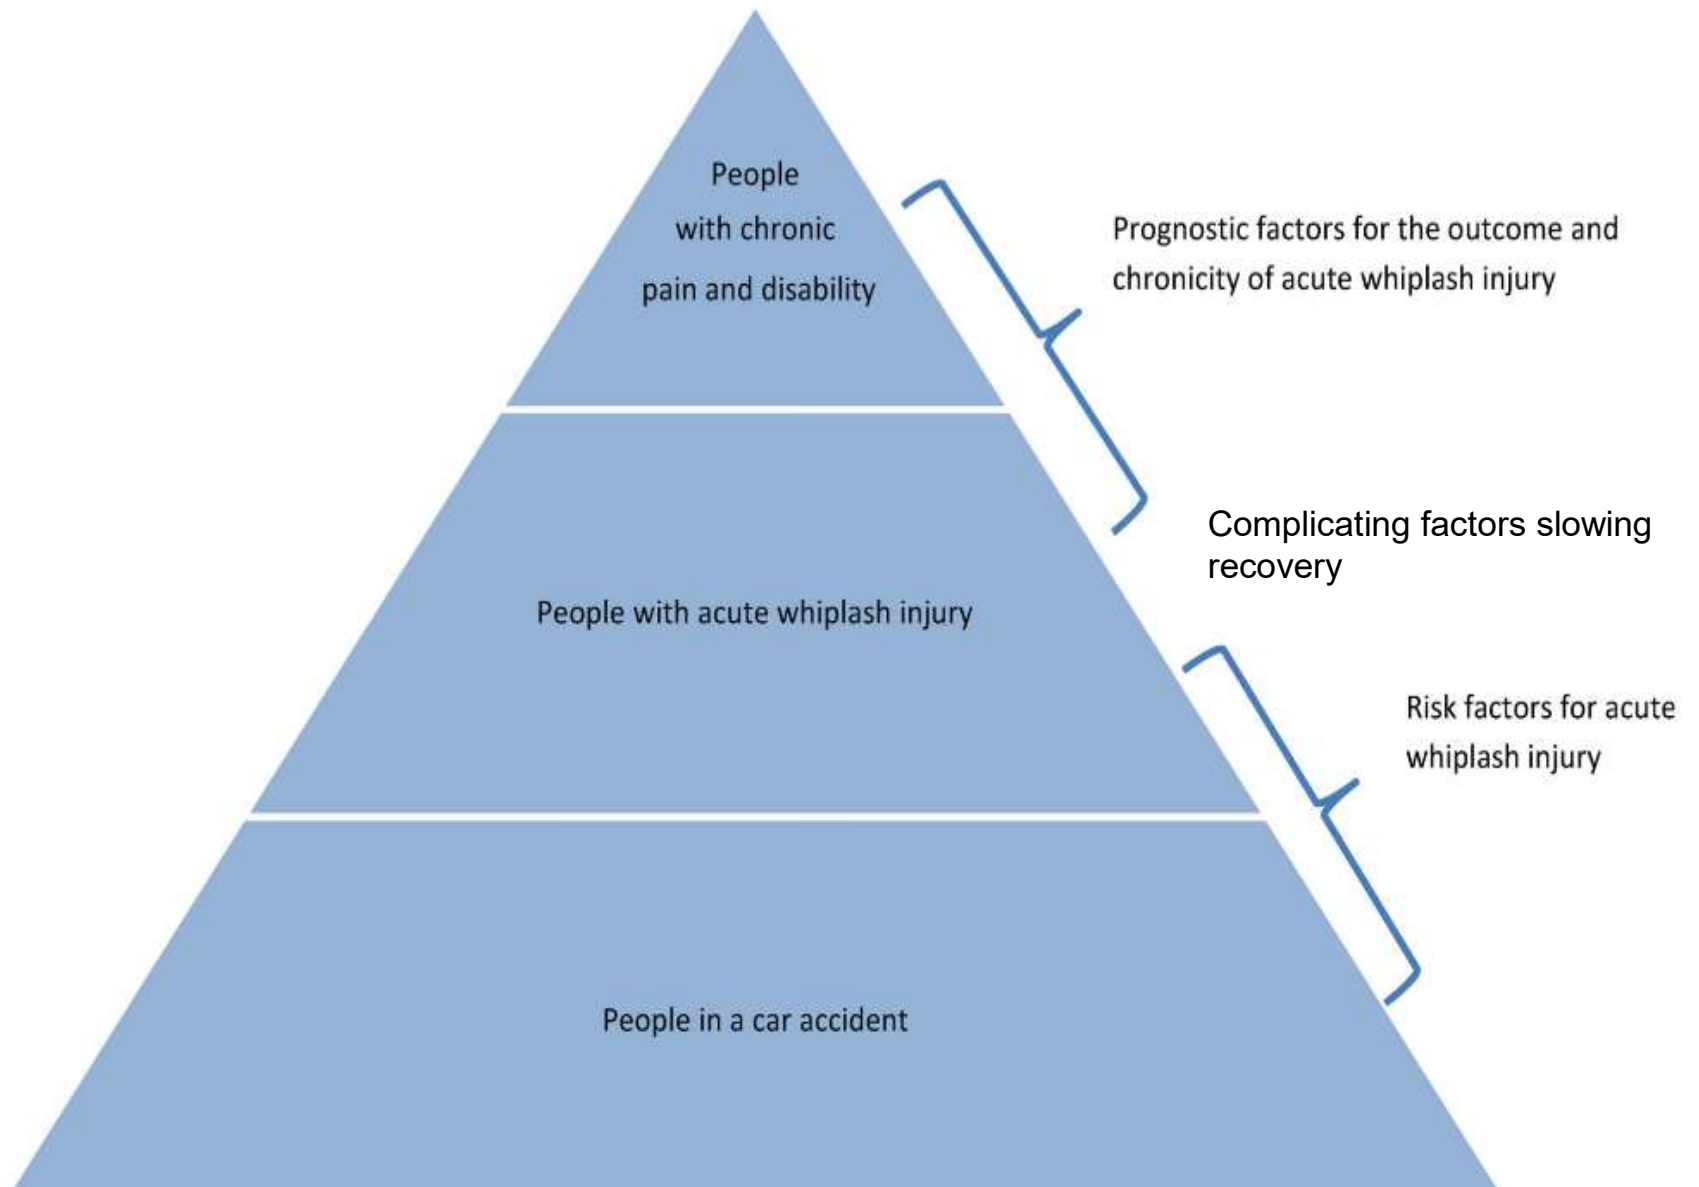 People
with chronic
pain and disability
Prognostic factors for the outcome and
chronicity of acute whiplash injury
Complicating factors slowing
recovery
People with acute whiplash injury
Risk factors for acute
whiplash injury
People in a car accident